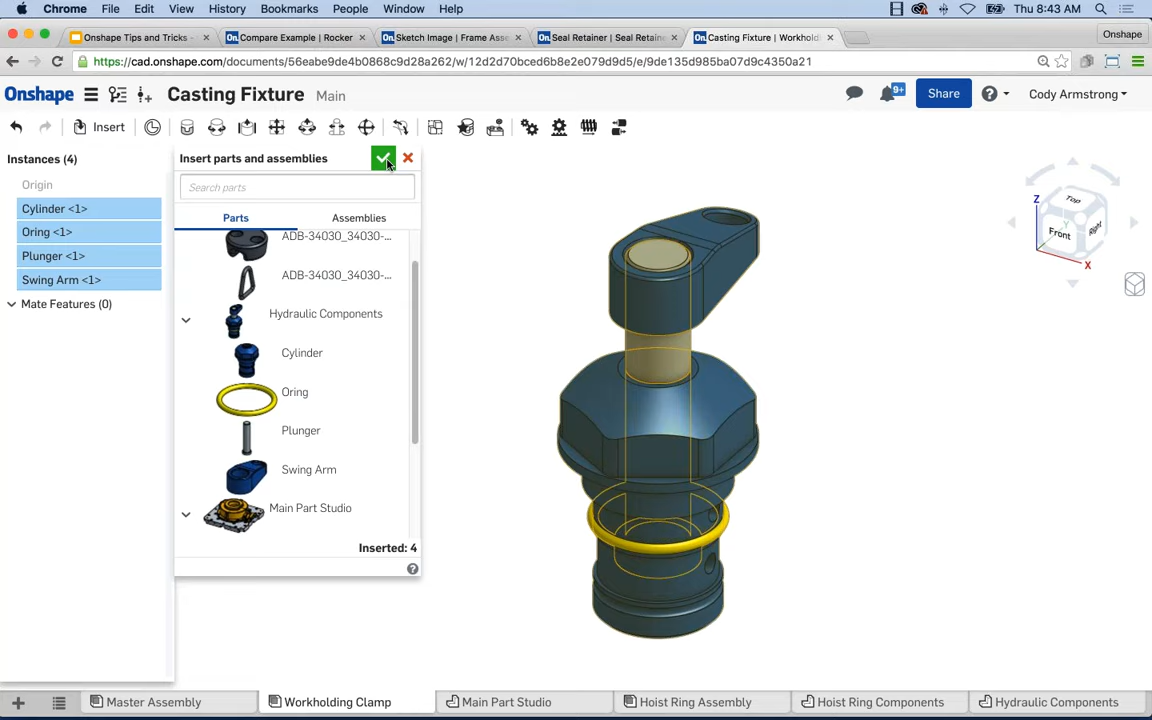 Chrome File Edit View History Bookmarks People Window Help Thu 8:43 AM
Onshape Tips and Tricks - Compare Example | Rocker Sketch Image | Frame Asse Seal Retainer | Seal Retaine Casting Fixture | Workholdi Onshape
https://cad.onshape.com/documents/56eabe9de4b0868c9d28a262/w/12d2d70bced6b8e2e079d9d5/e/9de135d985ba07d9c4350a21
Onshape Casting Fixture Main 9+ Share Cody Armstrong
Insert
Instances (4)
Origin
Cylinder <1>
Oring <1>
Plunger <1>
Swing Arm <1>
Mate Features (0)
Insert parts and assemblies
Search parts
Parts Assemblies
ADB-34030_34030-...
ADB-34030_34030-...
Hydraulic Components
Cylinder
Oring
Plunger
Swing Arm
Main Part Studio
Inserted: 4
Z Top
Y
Front Right
X
Master Assembly Workholding Clamp Main Part Studio Hoist Ring Assembly Hoist Ring Components Hydraulic Components